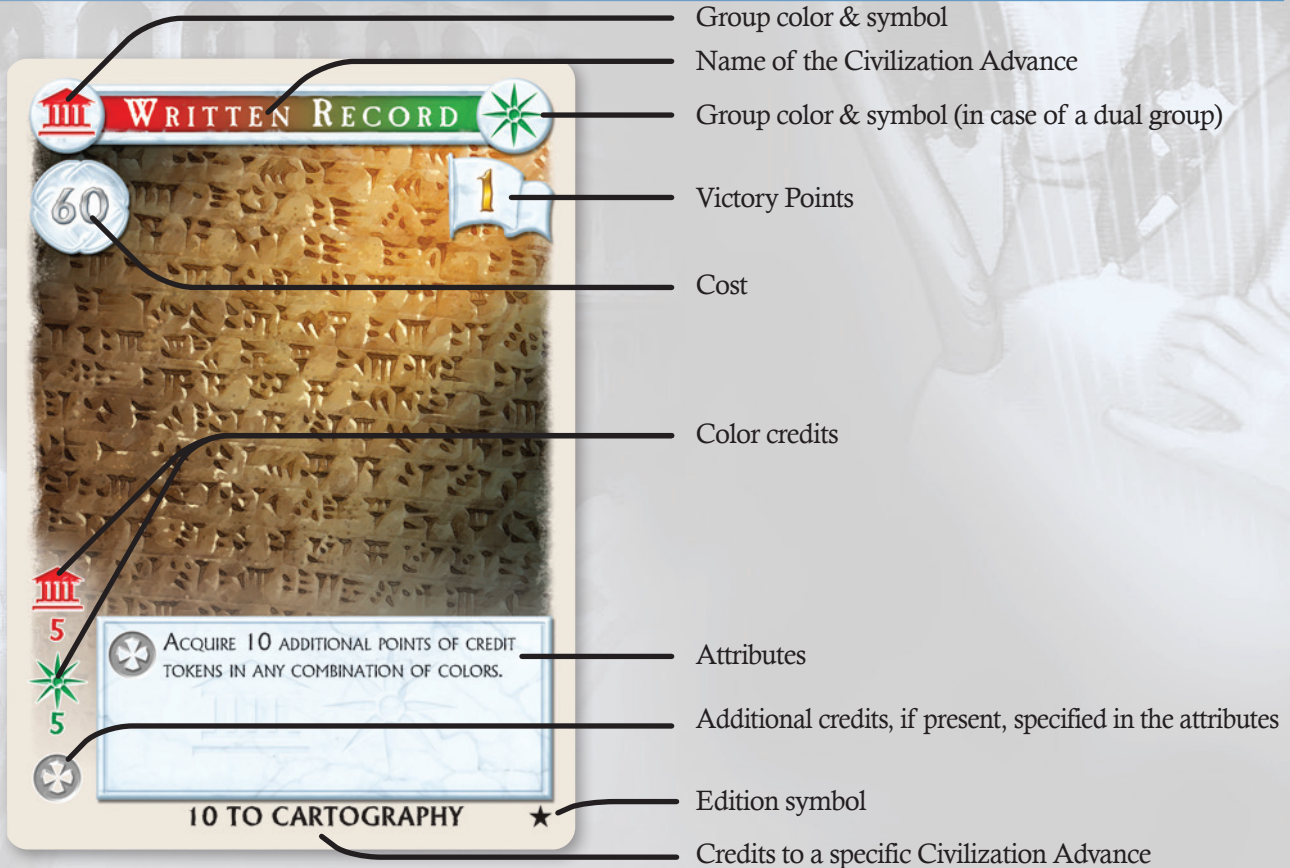 Group color & symbol
Name of the Civilization Advance
WRITTEN RECORD
Group color & symbol (in case of a dual group)
60
1
Victory Points
Cost
Color credits
5
ACQUIRE 10 ADDITIONAL POINTS OF CREDIT
TOKENS IN ANY COMBINATION OF COLORS.
Attributes
5
Additional credits, if present, specified in the attributes
10 TO CARTOGRAPHY
Edition symbol
Credits to a specific Civilization Advance